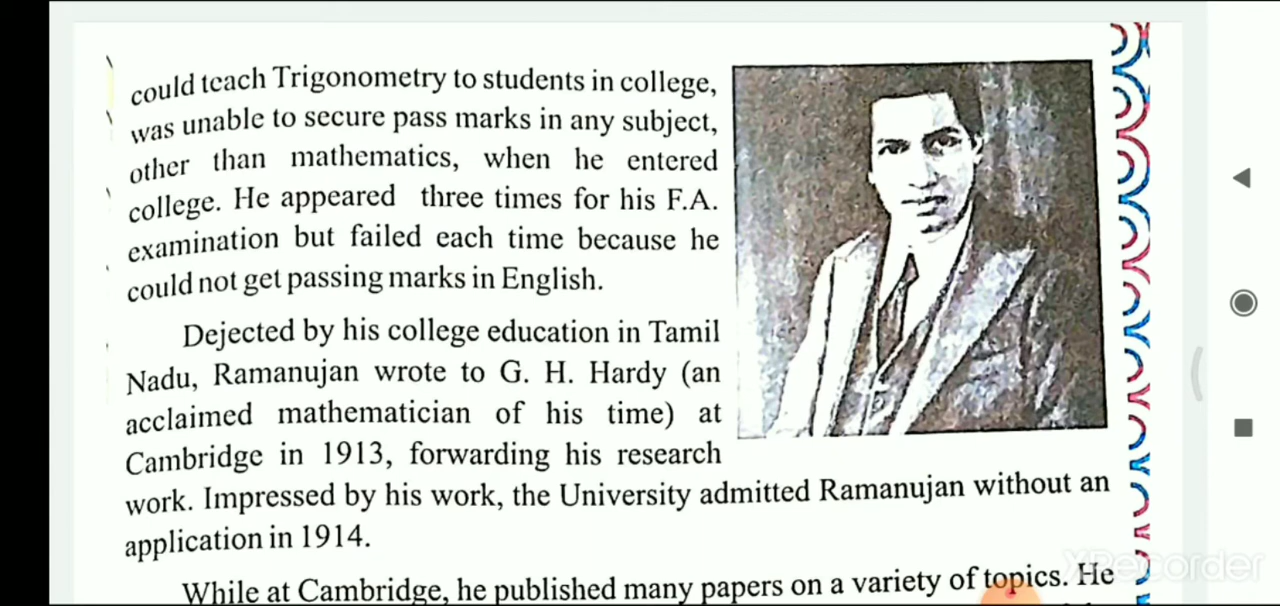 could teach Trigonometry to students in college,
was unable to secure pass marks in any subject,
other than mathematics, when he entered
college. He appeared three times for his F.A.
examination but failed each time because he
could not get passing marks in English.
Dejected by his college education in Tamil
Nadu, Ramanujan wrote to G. H. Hardy (an
acclaimed mathematician of his time) at
Cambridge in 1913, forwarding his research
work. Impressed by his work, the University admitted Ramanujan without an
application in 1914.
While at Cambridge, he published many papers on a variety of topics. He
XRecorder